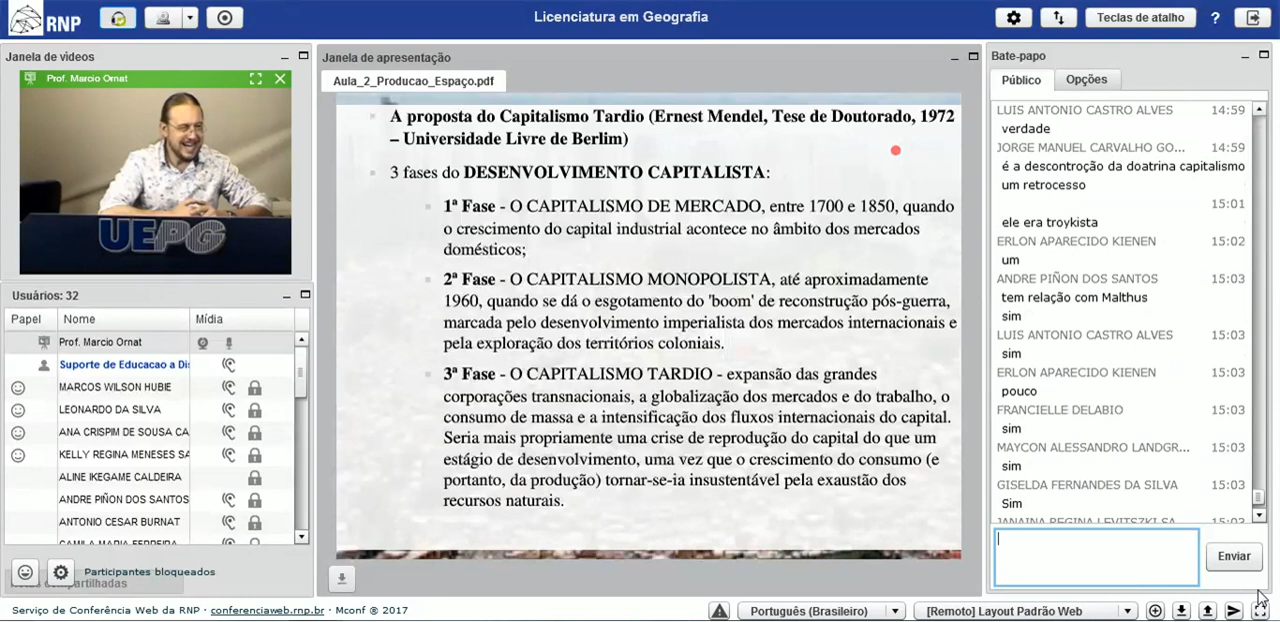 RNP
Licenciatura em Geografia
Teclas de atalho
?
Janela de vídeos
Prof. Marcio Ornat
UEPG
Usuários: 32
Papel Nome Mídia
Prof. Marcio Ornat
Suporte de Educacao a Di
MARCOS WILSON HUBIE
LEONARDO DA SILVA
ANA CRISPIM DE SOUSA CA
KELLY REGINA MENESES SA
ALINE IKEGAME CALDEIRA
ANDRE PIÑON DOS SANTOS
ANTONIO CESAR BURNAT
CAMILA MARIA FERREIRA
Participantes bloqueados
Janela de apresentação
Aula_2_Producao_Espaço.pdf
A proposta do Capitalismo Tardio (Ernest Mendel, Tese de Doutorado, 1972
– Universidade Livre de Berlim)
3 fases do DESENVOLVIMENTO CAPITALISTA:
1ª Fase - O CAPITALISMO DE MERCADO, entre 1700 e 1850, quando
o crescimento do capital industrial acontece no âmbito dos mercados
domésticos;
2ª Fase - O CAPITALISMO MONOPOLISTA, até aproximadamente
1960, quando se dá o esgotamento do 'boom' de reconstrução pós-guerra,
marcada pelo desenvolvimento imperialista dos mercados internacionais e
pela exploração dos territórios coloniais.
3ª Fase - O CAPITALISMO TARDIO - expansão das grandes
corporações transnacionais, a globalização dos mercados e do trabalho, o
consumo de massa e a intensificação dos fluxos internacionais do capital.
Seria mais propriamente uma crise de reprodução do capital do que um
estágio de desenvolvimento, uma vez que o crescimento do consumo (e
portanto, da produção) tornar-se-ia insustentável pela exaustão dos
recursos naturais.
Bate-papo
Público Opções
LUIS ANTONIO CASTRO ALVES 14:59
verdade
JORGE MANUEL CARVALHO GO... 14:59
é a descontroção da doatrina capitalismo
um retrocesso
15:01
ele era troykista
ERLON APARECIDO KIENEN 15:02
um
ANDRE PIÑON DOS SANTOS 15:03
tem relação com Malthus
sim
LUIS ANTONIO CASTRO ALVES 15:03
sim
ERLON APARECIDO KIENEN 15:03
pouco
FRANCIELLE DELABIO 15:03
sim
MAYCON ALESSANDRO LANDGR... 15:03
sim
GISELDA FERNANDES DA SILVA 15:03
Sim
JANAINA REGINA LEVITSZKI SA... 15:03
Enviar
Serviço de Conferência Web da RNP · conferenciaweb.rnp.br · Mconf ® 2017
Português (Brasileiro)
[Remoto] Layout Padrão Web